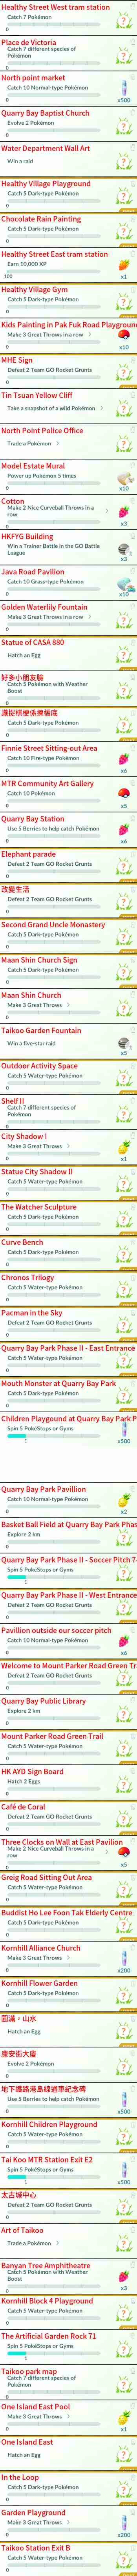 Healthy Street West tram station
Catch 7 Pokémon
0
Place de Victoria
Catch 7 different species of
Pokémon
0
North point market
Catch 10 Normal-type Pokémon
0
x500
Quarry Bay Baptist Church
Evolve 2 Pokémon
0
Water Department Wall Art
Win a raid
Healthy Village Playground
Catch 5 Dark-type Pokémon
0
Chocolate Rain Painting
Catch 5 Dark-type Pokémon
0
Healthy Street East tram station
Earn 10,000 XP
100
x1
Healthy Village Gym
Catch 5 Dark-type Pokémon
0
Kids Painting in Pak Fuk Road Playground
Make 3 Great Throws in a row
0
x10
MHE Sign
Defeat 2 Team GO Rocket Grunts
0
Tin Tsuan Yellow Cliff
Take a snapshot of a wild Pokémon
North Point Police Office
Trade a Pokémon
Model Estate Mural
Power up Pokémon 5 times
0
x10
Cotton
Make 2 Nice Curveball Throws in a
row
0
x3
HKFYG Building
Win a Trainer Battle in the GO Battle
League
x3
Java Road Pavilion
Catch 10 Grass-type Pokémon
0
x10
Golden Waterlily Fountain
Make 3 Great Throws in a row
0
Statue of CASA 880
Hatch an Egg
好多小朋友臉
Catch 5 Pokémon with Weather
Boost
0
Catch 5 Dark-type Pokémon
0
Finnie Street Sitting-out Area
Catch 10 Fire-type Pokémon
0
x6
MTR Community Art Gallery
Catch 10 Pokémon
0
x5
Quarry Bay Station
Use 5 Berries to help catch Pokémon
0
x6
Elephant parade
Defeat 2 Team GO Rocket Grunts
0
改變生活
Defeat 2 Team GO Rocket Grunts
0
Second Grand Uncle Monastery
Catch 5 Dark-type Pokémon
0
Maan Shin Church Sign
Catch 5 Dark-type Pokémon
0
Maan Shin Church
Make 3 Great Throws
0
Taikoo Garden Fountain
Win a five-star raid
x5
Outdoor Activity Space
Catch 5 Water-type Pokémon
0
Shelf II
Catch 7 different species of
Pokémon
0
City Shadow I
Make 3 Great Throws
0
x1
Statue City Shadow II
Catch 5 Water-type Pokémon
0
The Watcher Sculpture
Catch 5 Dark-type Pokémon
0
Curve Bench
Catch 5 Dark-type Pokémon
0
Chronos Trilogy
Catch 5 Water-type Pokémon
0
Pacman in the Sky
Defeat 2 Team GO Rocket Grunts
0
Quarry Bay Park Phase II - East Entrance
Catch 5 Water-type Pokémon
0
Mouth Monster at Quarry Bay Park
Catch 5 Dark-type Pokémon
0
Children Playgound at Quarry Bay Park P
Spin 5 PokéStops or Gyms
1
x500
Quarry Bay Park Pavillion
Catch 10 Normal-type Pokémon
0
x2
Basket Ball Field at Quarry Bay Park Phas
Explore 2 km
0
Quarry Bay Park Phase II - Soccer Pitch 7-
Spin 5 PokéStops or Gyms
1
Quarry Bay Park Phase II - West Entrance
Defeat 2 Team GO Rocket Grunts
0
Pavillion outside our soccer pitch
Catch 10 Normal-type Pokémon
0
x6
Welcome to Mount Parker Road Green Tr
Defeat 2 Team GO Rocket Grunts
0
Quarry Bay Public Library
Explore 2 km
0
Mount Parker Road Green Trail
Catch 5 Water-type Pokémon
0
HK AYD Sign Board
Hatch 2 Eggs
0
Café de Coral
Defeat 2 Team GO Rocket Grunts
0
Three Clocks on Wall at East Pavilion
Make 2 Nice Curveball Throws in a
row
0
x5
Greig Road Sitting Out Area
Catch 5 Water-type Pokémon
0
Buddist Ho Lee Foon Tak Elderly Centre
Catch 5 Dark-type Pokémon
0
Kornhill Alliance Church
Make 3 Great Throws
0
x200
Kornhill Flower Garden
Catch 5 Dark-type Pokémon
0
圓滿，山水
Hatch an Egg
康安街大廈
Evolve 2 Pokémon
0
地下鐵路港島線通車紀念碑
Use 5 Berries to help catch Pokémon
0
x500
Kornhill Children Playground
Catch 5 Water-type Pokémon
0
Tai Koo MTR Station Exit E2
Spin 5 PokéStops or Gyms
1
x500
太古城中心
Defeat 2 Team GO Rocket Grunts
0
Art of Taikoo
Trade a Pokémon
Banyan Tree Amphitheatre
Catch 5 Pokémon with Weather
Boost
0
x3
Kornhill Block 4 Playground
Catch 5 Water-type Pokémon
0
The Artificial Garden Rock 71
Spin 5 PokéStops or Gyms
1
Taikoo park map
Catch 7 different species of
Pokémon
0
One Island East Pool
Make 3 Great Throws
0
x1
One Island East
Hatch an Egg
In the Loop
Catch 5 Dark-type Pokémon
0
Garden Playground
Make 3 Great Throws
0
x200
Taikoo Station Exit B
Catch 5 Water-type Pokémon
0